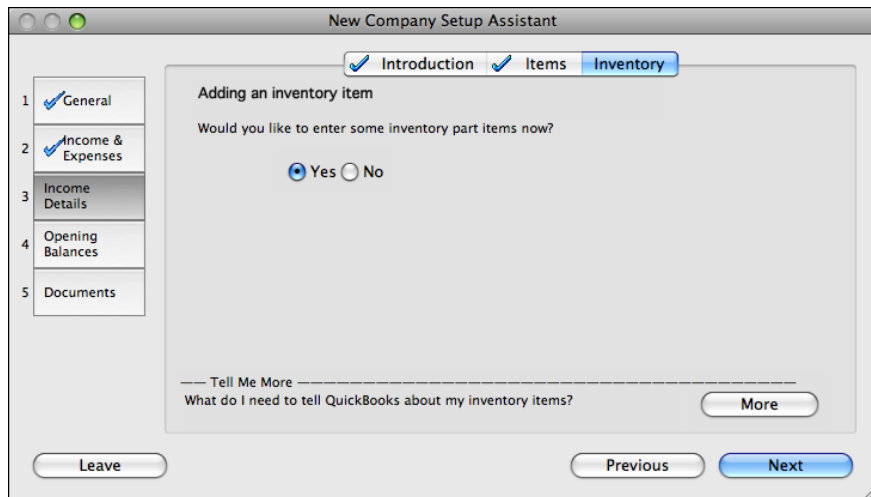 New Company Setup Assistant
Introduction
Items
Inventory
1
General
2
Income &
Expenses
3
Income
Details
4
Opening
Balances
5
Documents
Adding an inventory item
Would you like to enter some inventory part items now?
Yes No
Tell Me More
What do I need to tell QuickBooks about my inventory items?
More
Leave
Previous
Next